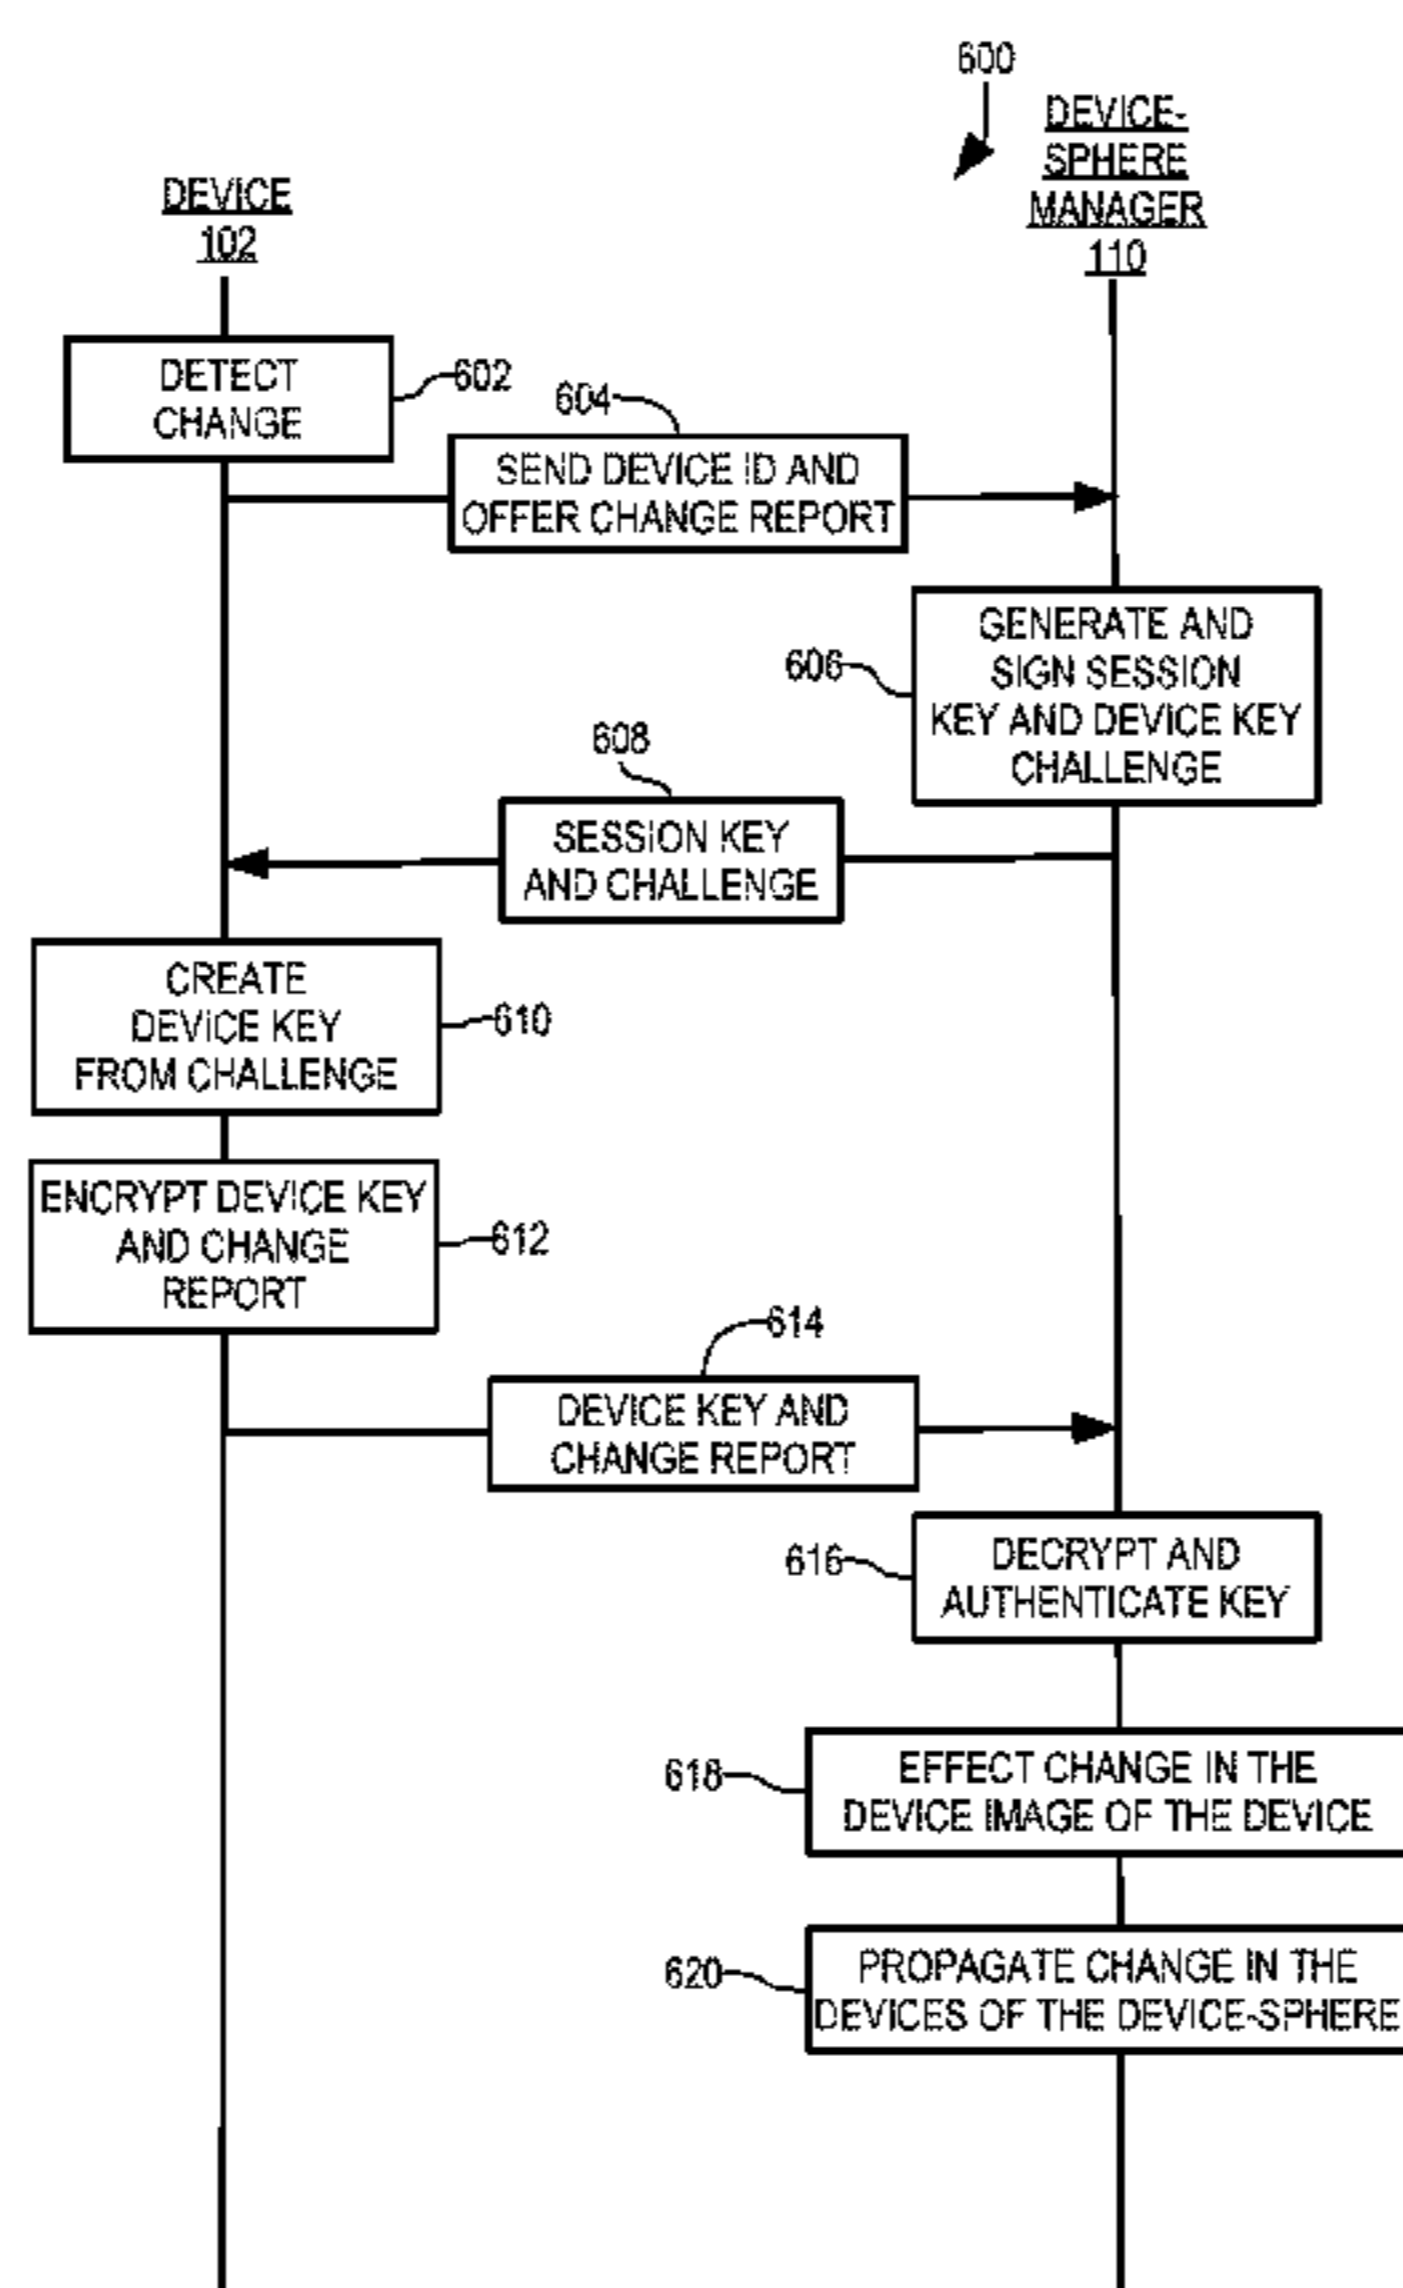 600
DEVICE-
SPHERE
MANAGER
110
DEVICE
102
DETECT
CHANGE
602
604
SEND DEVICE ID AND
OFFER CHANGE REPORT
GENERATE AND
SIGN SESSION
KEY AND DEVICE KEY
CHALLENGE
606
608
SESSION KEY
AND CHALLENGE
CREATE
DEVICE KEY
FROM CHALLENGE
610
ENCRYPT DEVICE KEY
AND CHANGE
REPORT
612
614
DEVICE KEY AND
CHANGE REPORT
616
DECRYPT AND
AUTHENTICATE KEY
618
EFFECT CHANGE IN THE
DEVICE IMAGE OF THE DEVICE
620
PROPAGATE CHANGE IN THE
DEVICES OF THE DEVICE-SPHERE